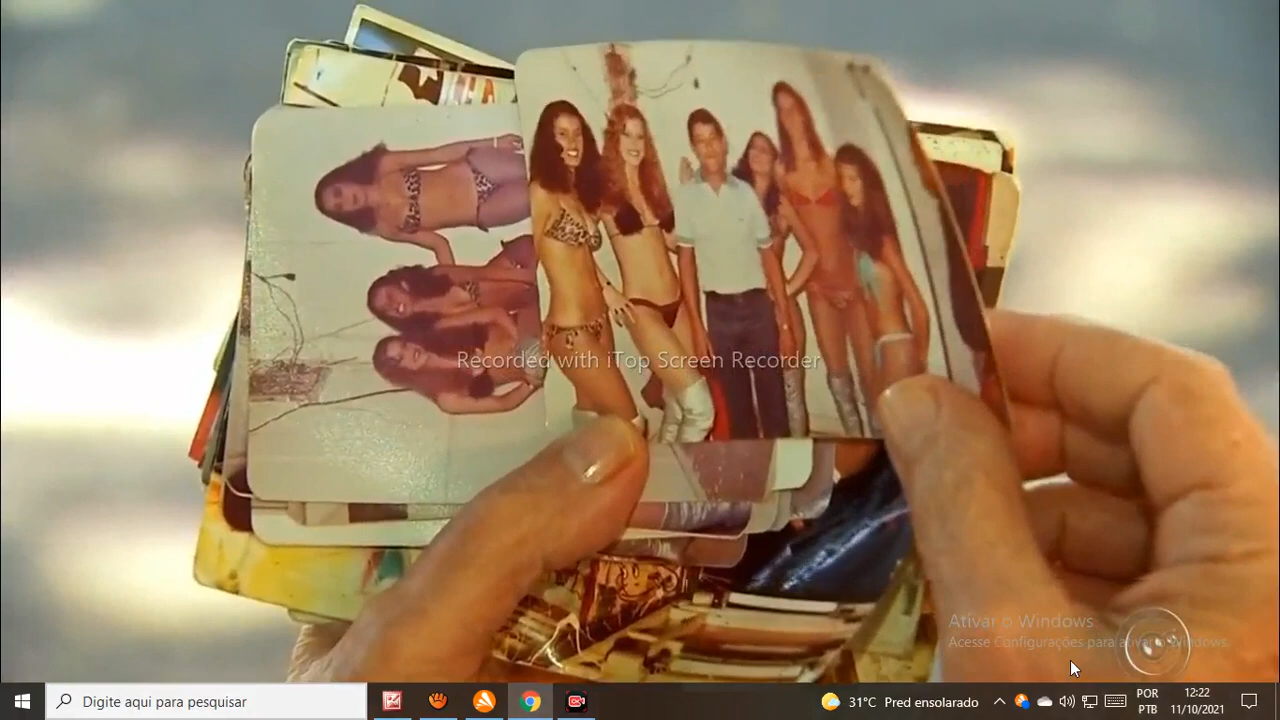 HA
Recorded with iTop Screen Recorder
Ativar o Windows
Acesse Configurações para ativar o Windows.
Digite aqui para pesquisar
31°C Pred ensolarado
POR
PTB
12:22
11/10/2021